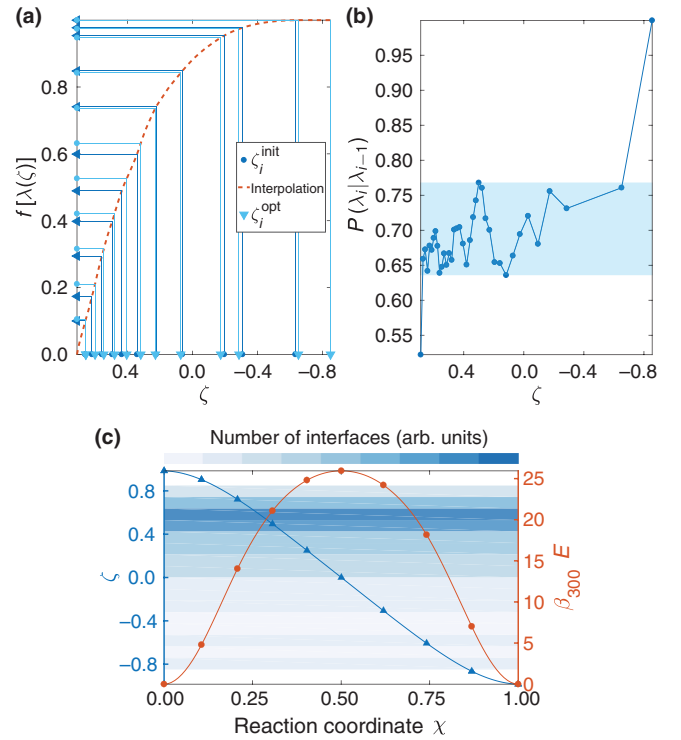 (a)
f [λ(ζ)]
0.8
0.6
0.4
0.2
0.0
0.4
0.0
−0.4
−0.8
ζ
ζ_i^init
Interpolation
ζ_i^opt
(b)
P (λ_i|λ_{i−1})
0.95
0.90
0.85
0.80
0.75
0.70
0.65
0.60
0.55
0.4
0.0
−0.4
−0.8
ζ
(c)
Number of interfaces (arb. units)
ζ
0.8
0.4
0.0
−0.4
−0.8
25
20
15
10
5
0
β_300 E
0.00
0.25
0.50
0.75
1.00
Reaction coordinate χ